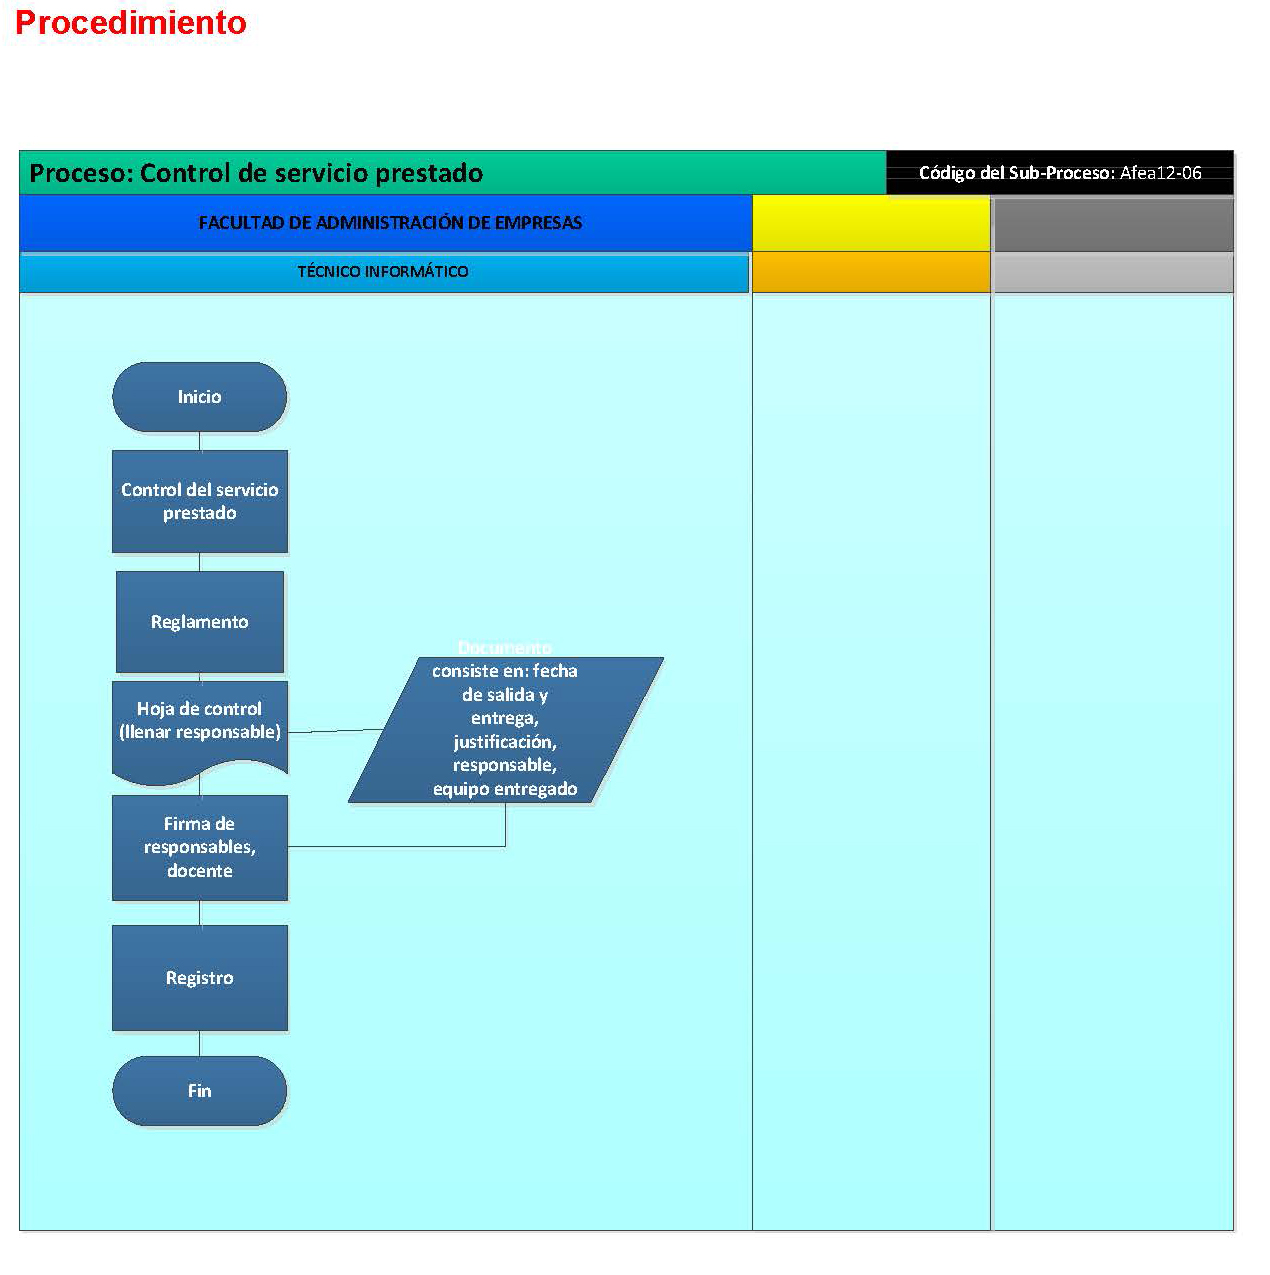 Procedimiento
Proceso: Control de servicio prestado
Código del Sub-Proceso: Afea12-06
FACULTAD DE ADMINISTRACIÓN DE EMPRESAS
TÉCNICO INFORMÁTICO
Inicio
Control del servicio
prestado
Reglamento
Hoja de control
(llenar responsable)
Documento
consiste en: fecha
de salida y
entrega,
justificación,
responsable,
equipo entregado
Firma de
responsables,
docente
Registro
Fin